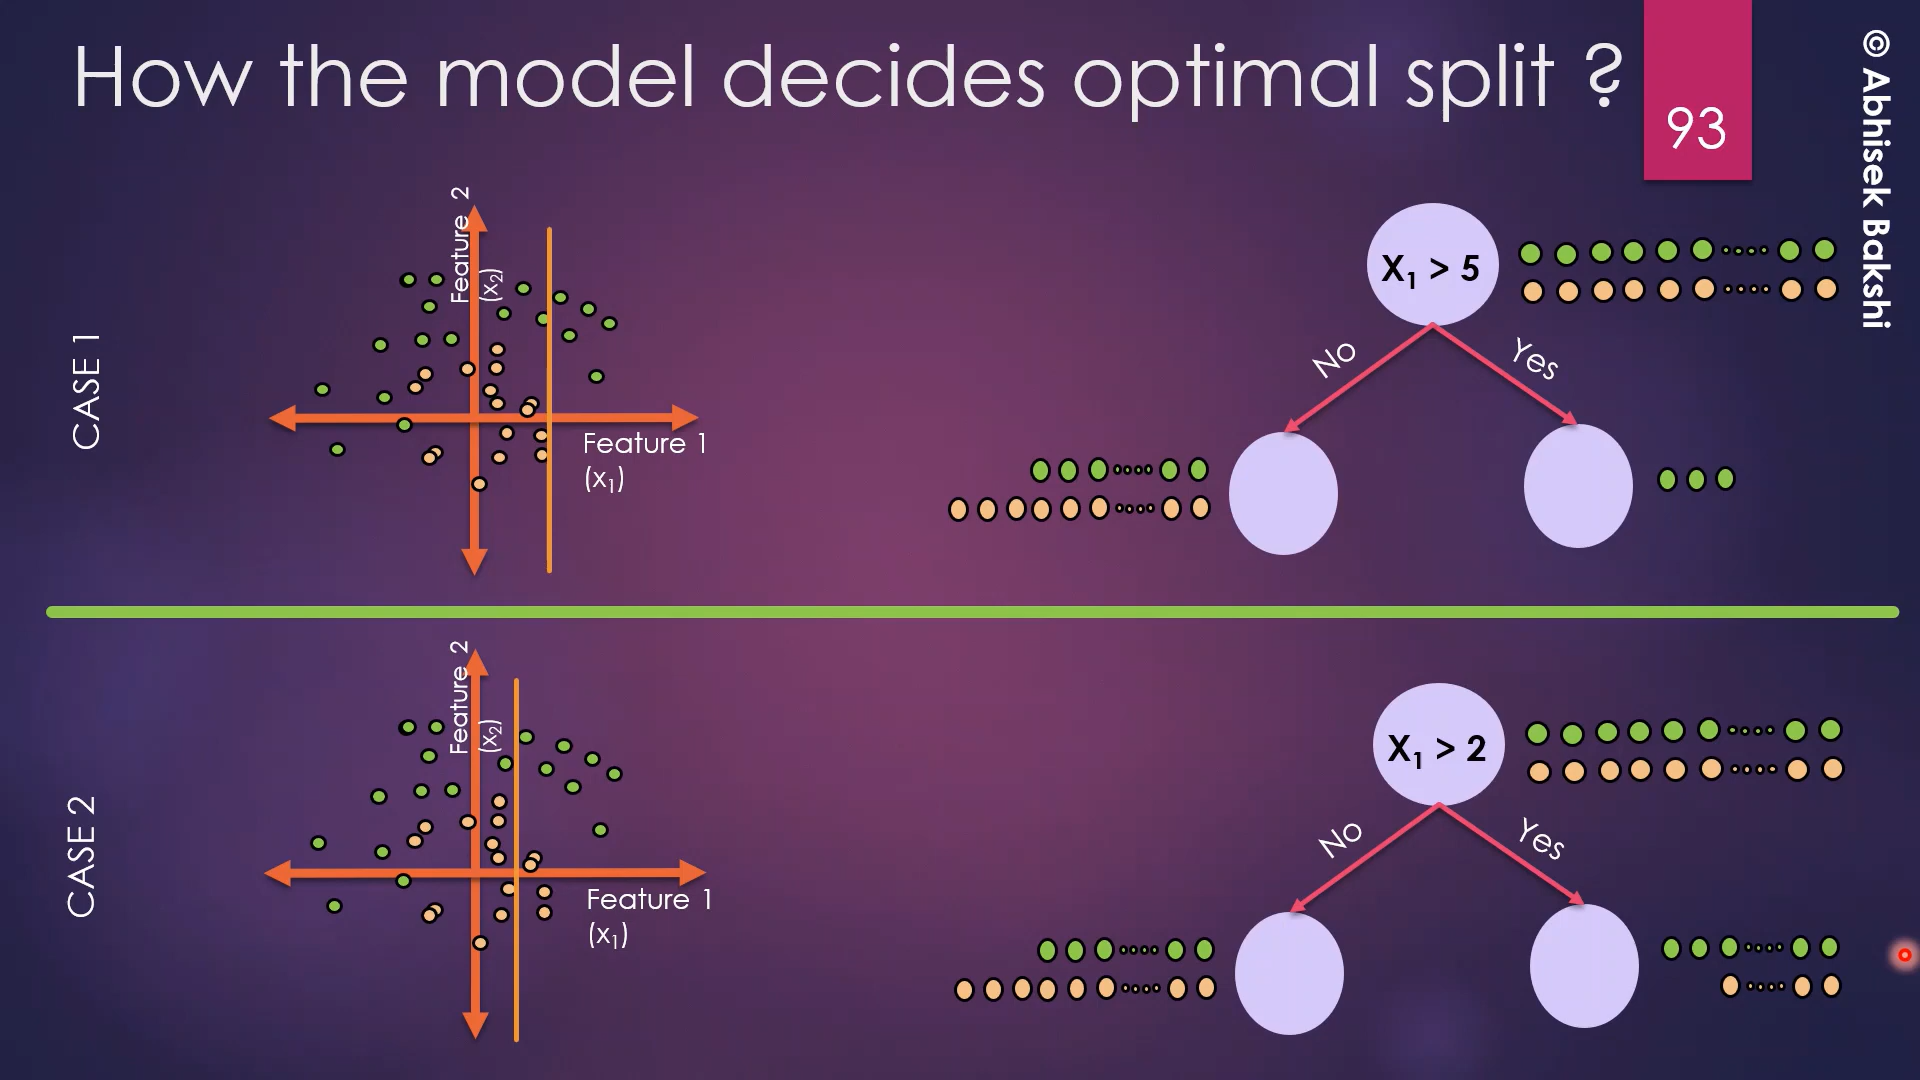 How the model decides optimal split ?
93
© Abhisek Bakshi
CASE 1
Feature 2
(x₂)
Feature 1
(x₁)
X₁ > 5
No
Yes
CASE 2
Feature 2
(x₂)
Feature 1
(x₁)
X₁ > 2
No
Yes